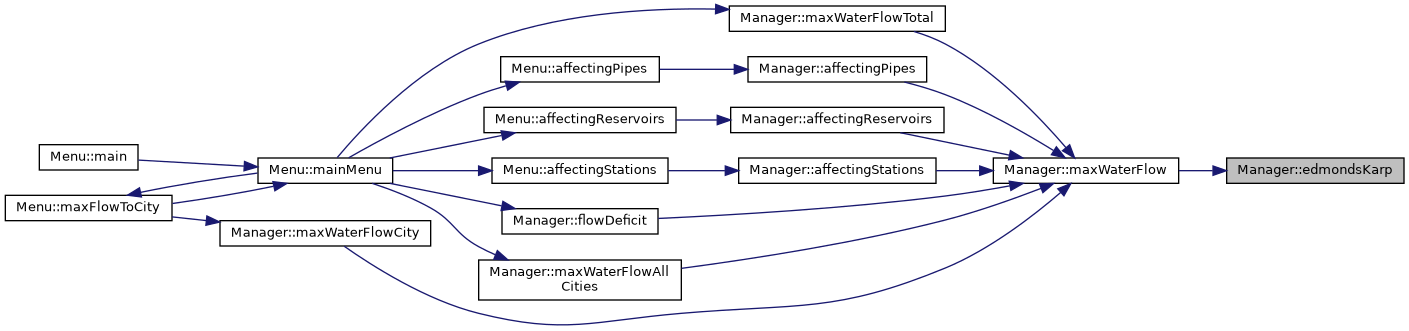 Manager::maxWaterFlowTotal
Menu::affectingPipes
Manager::affectingPipes
Menu::affectingReservoirs
Manager::affectingReservoirs
Menu::main
Menu::mainMenu
Menu::affectingStations
Manager::affectingStations
Manager::maxWaterFlow
Manager::edmondsKarp
Menu::maxFlowToCity
Manager::flowDeficit
Manager::maxWaterFlowCity
Manager::maxWaterFlowAll
Cities